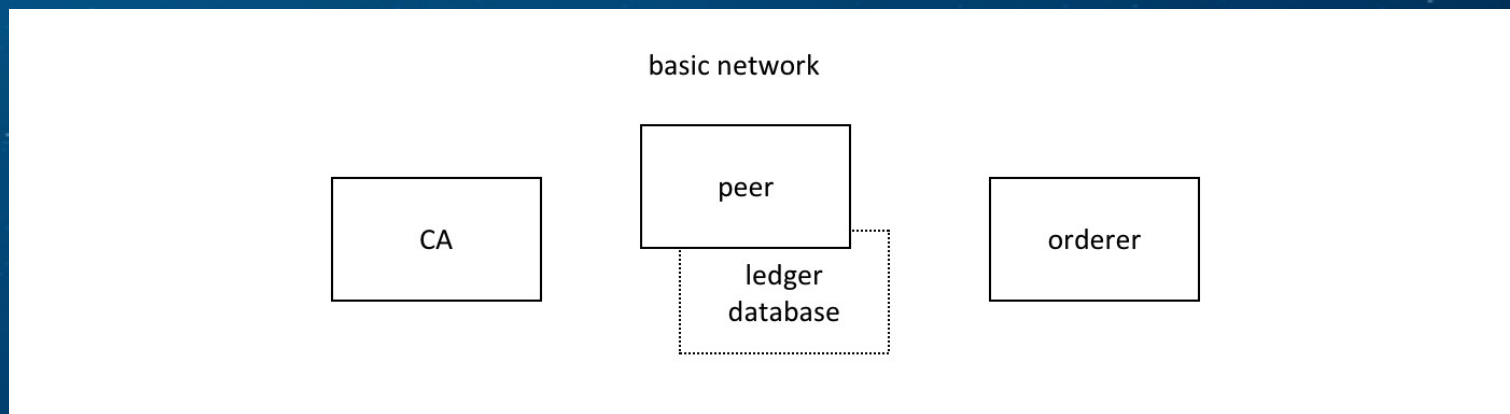 basic network
peer
CA
orderer
ledger
database